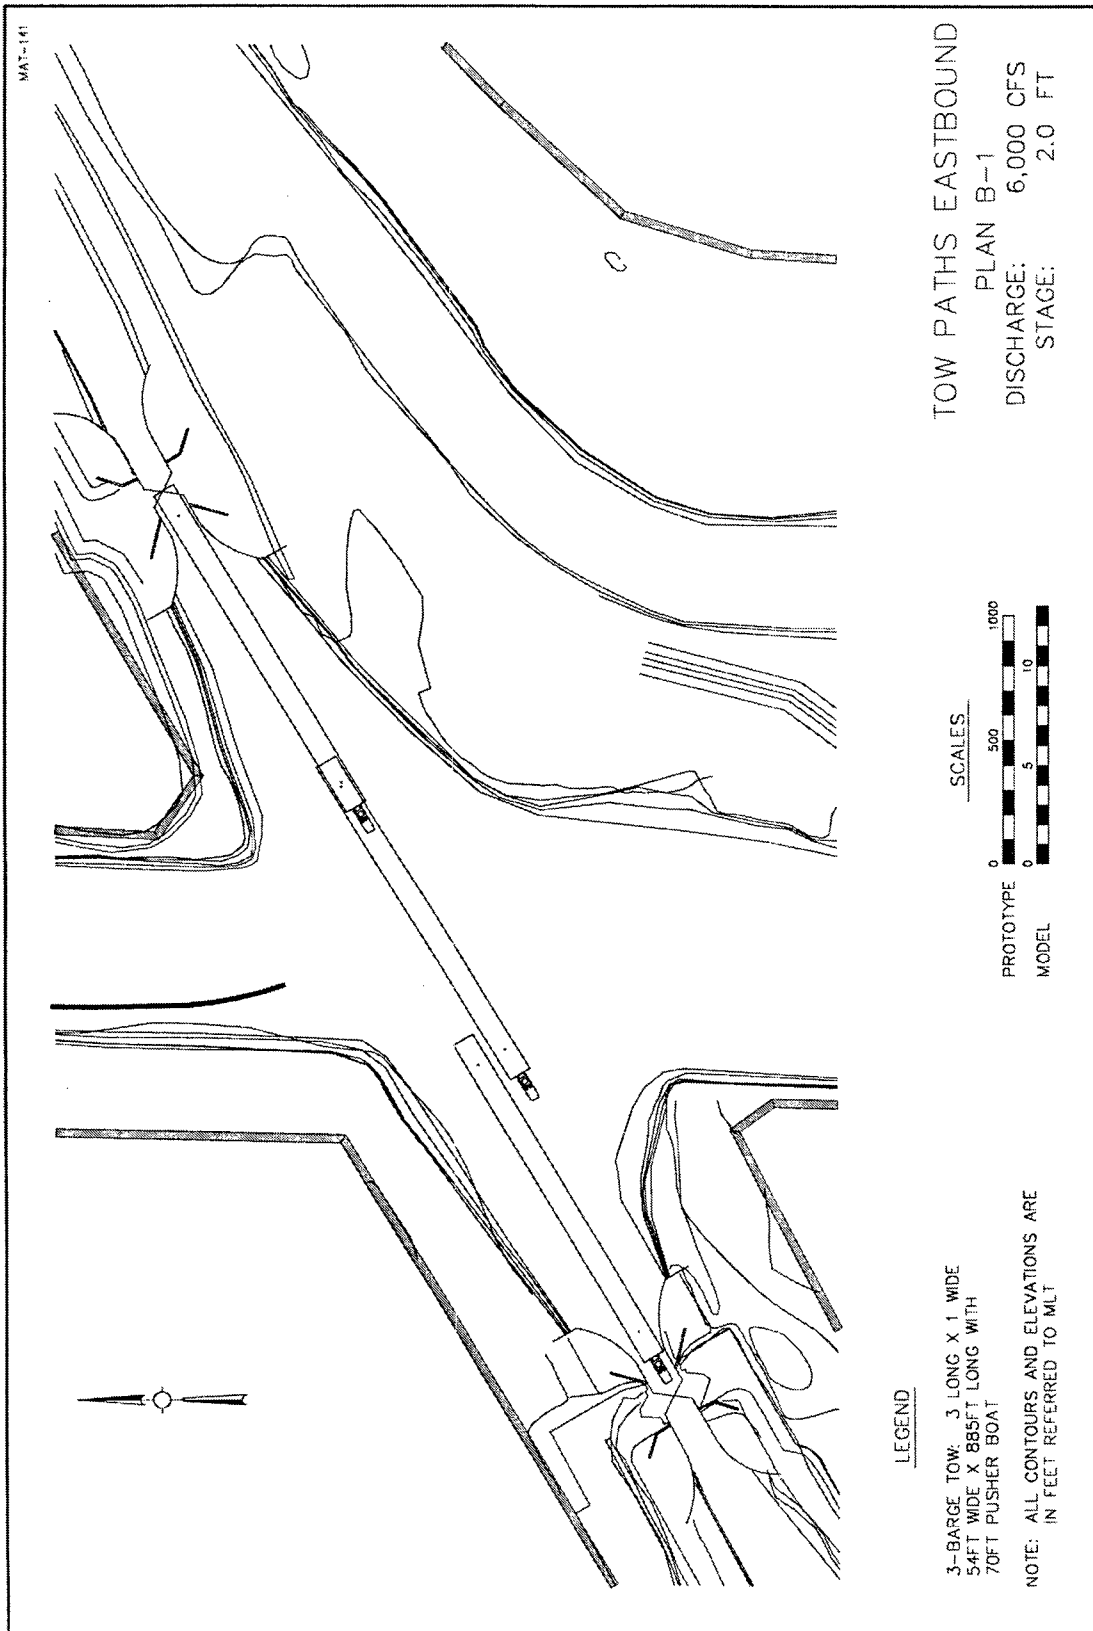 MAT-141
TOW PATHS EASTBOUND
PLAN B-1
DISCHARGE: 6,000 CFS
STAGE: 2.0 FT
SCALES
PROTOTYPE 0 500 1000
MODEL 0 5 10
LEGEND
3-BARGE TOW: 3 LONG X 1 WIDE
54FT WIDE X 885FT LONG WITH
70FT PUSHER BOAT
NOTE: ALL CONTOURS AND ELEVATIONS ARE
IN FEET REFERRED TO MLT